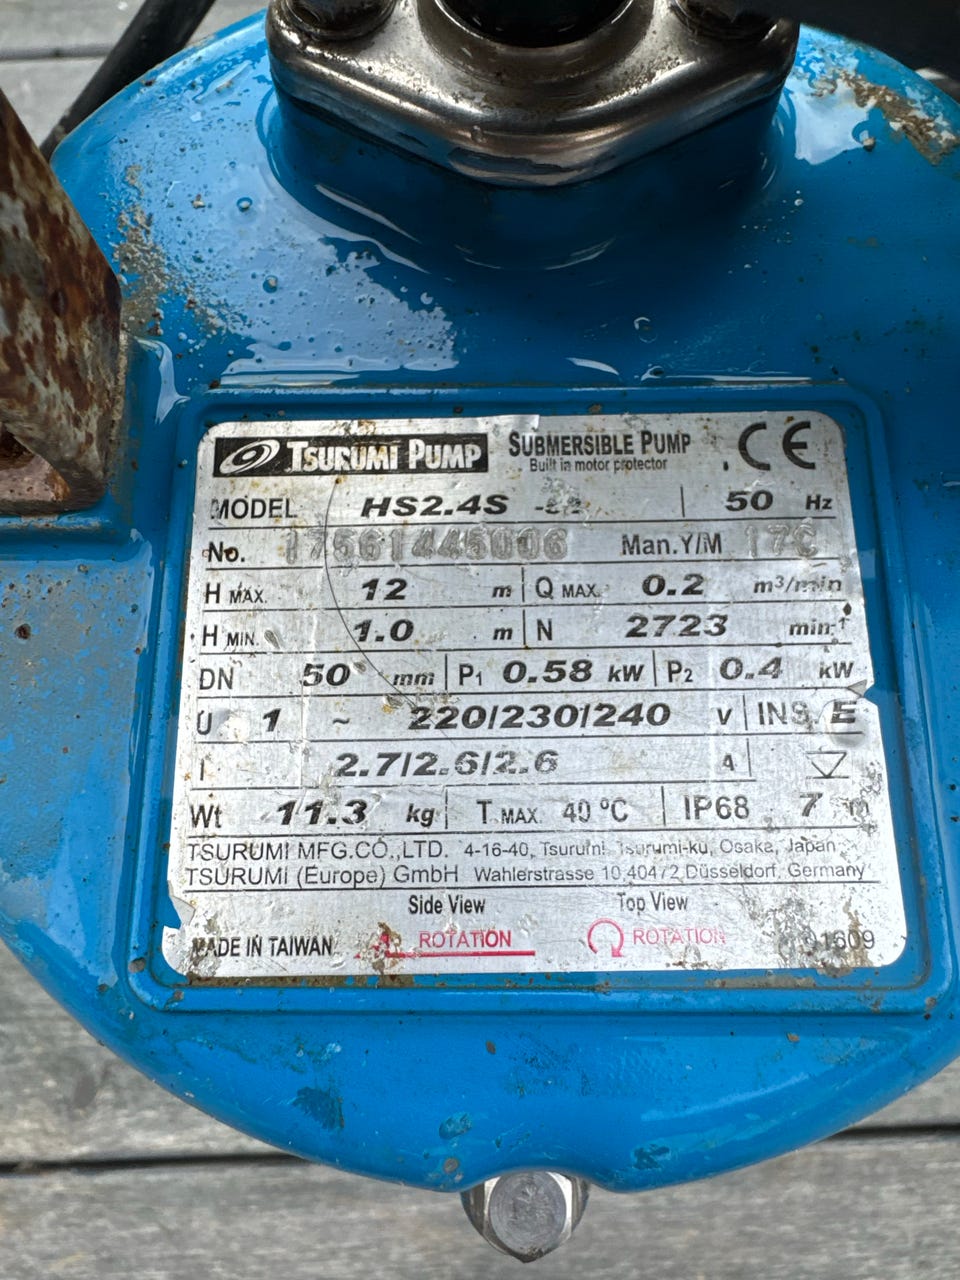 TSURUMI PUMP SUBMERSIBLE PUMP CE
Built in motor protector
MODEL HS2.4S 50 Hz
No. 17561445006 Man.Y/M 17C
H MAX. 12 m Q MAX. 0.2 m³/min
H MIN. 1.0 m N 2723 min-1
DN 50 mm P1 0.58 kW P2 0.4 kW
U 1 ~ 220/230/240 V INS. E
I 2.7/2.6/2.6 A
Wt 11.3 kg T MAX. 40 °C IP68 7 m
TSURUMI MFG.CO.,LTD. 4-16-40, Tsurumi, Tsurumi-ku, Osaka, Japan
TSURUMI (Europe) GmbH Wahlerstrasse 10,40472 Düsseldorf, Germany
Side View Top View
MADE IN TAIWAN ROTATION ROTATION